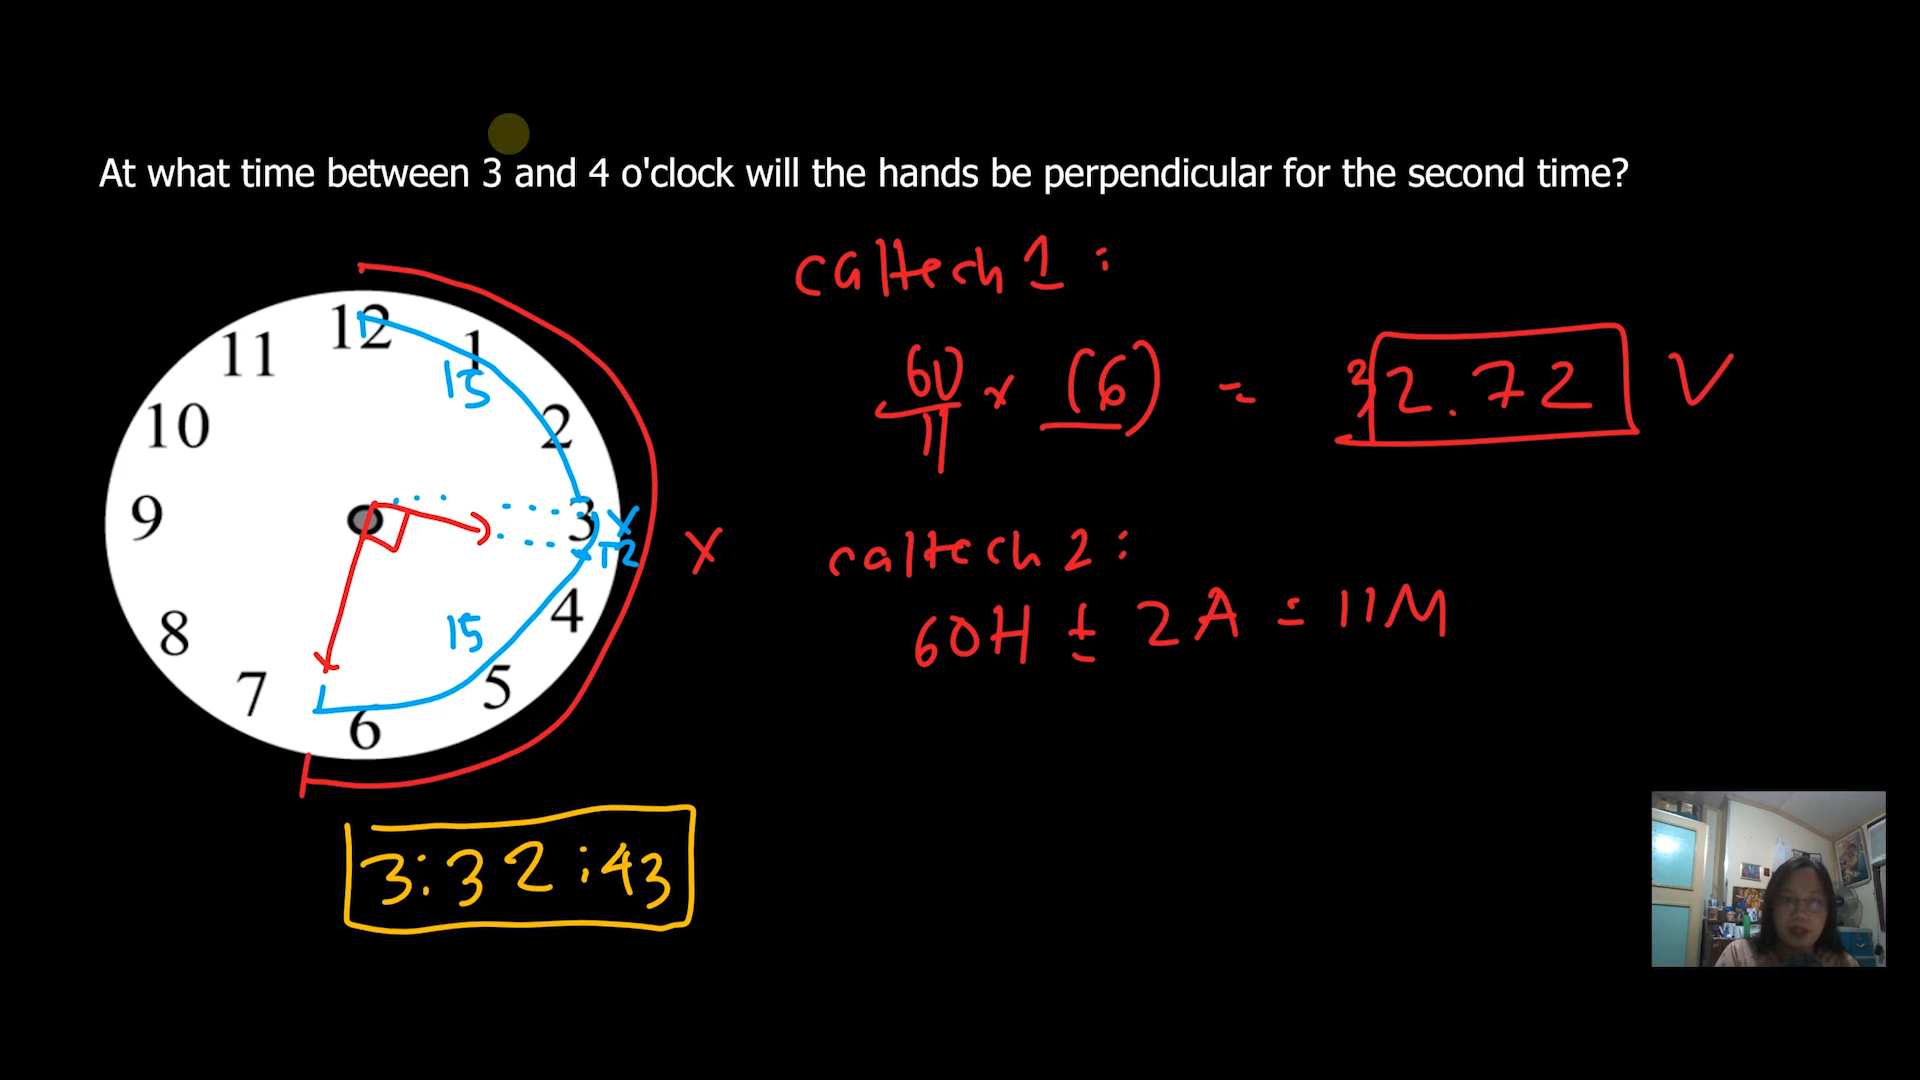 At what time between 3 and 4 o'clock will the hands be perpendicular for the second time?
caltech 1 :
60/11 x (6) = 32.72 ✓
caltech 2 :
60H ± 2A = 11M
12
1
2
3
4
5
6
7
8
9
10
11
15
x
12
15
x
3:32:43